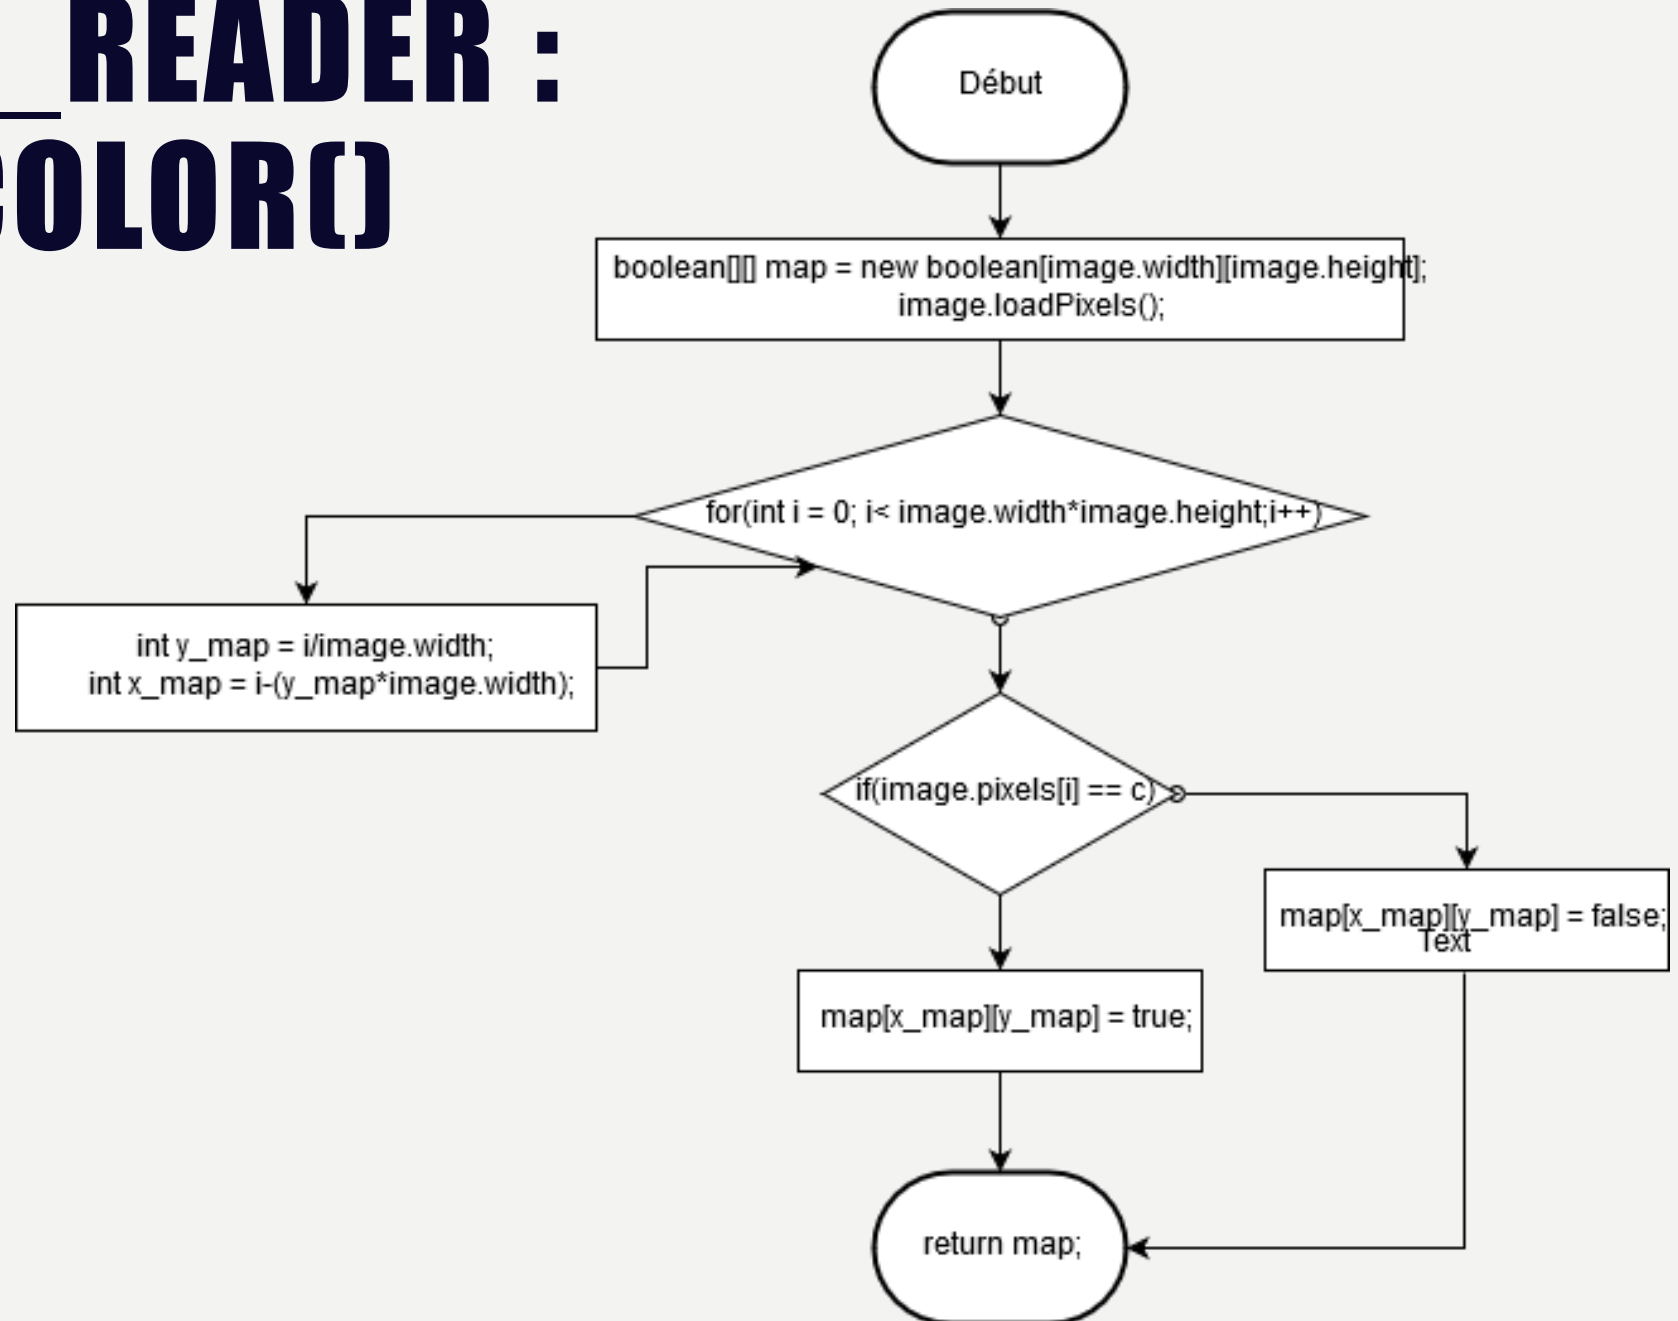 _READER :
COLOR()
Début
boolean[][] map = new boolean[image.width][image.height];
image.loadPixels();
for(int i = 0; i< image.width*image.height;i++)
int y_map = i/image.width;
int x_map = i-(y_map*image.width);
if(image.pixels[i] == c)
map[x_map][y_map] = false;
Text
map[x_map][y_map] = true;
return map;